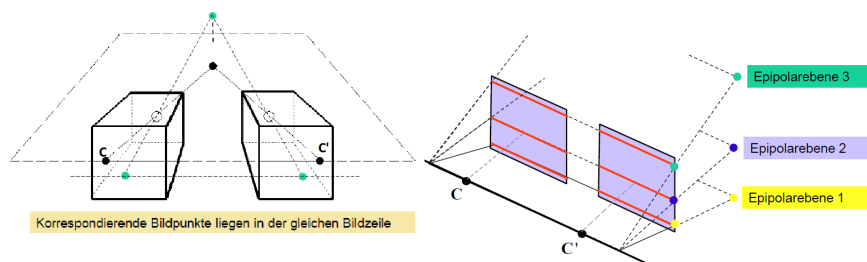 C
C'
Korrespondierende Bildpunkte liegen in der gleichen Bildzeile
Epipolarebene 3
Epipolarebene 2
Epipolarebene 1
C
C'